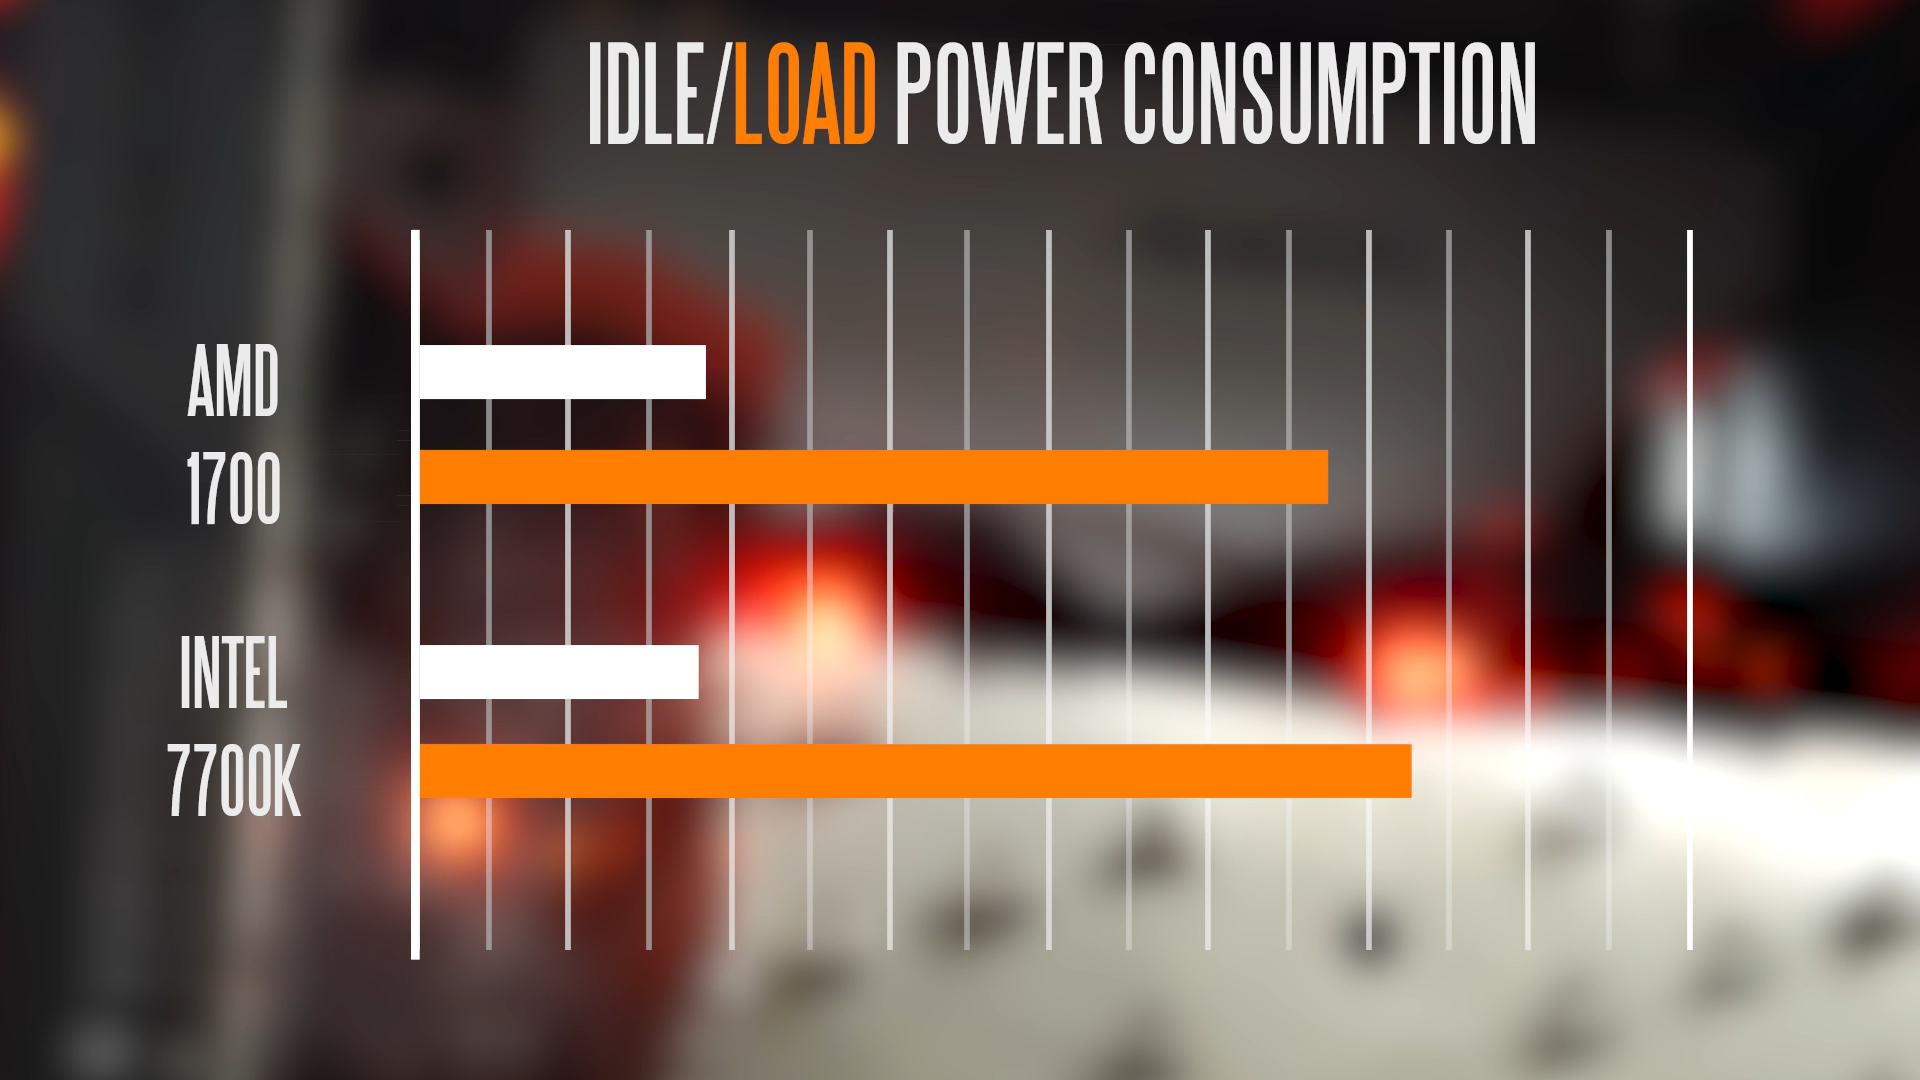 IDLE/LOAD POWER CONSUMPTION
AMD
1700
INTEL
7700K